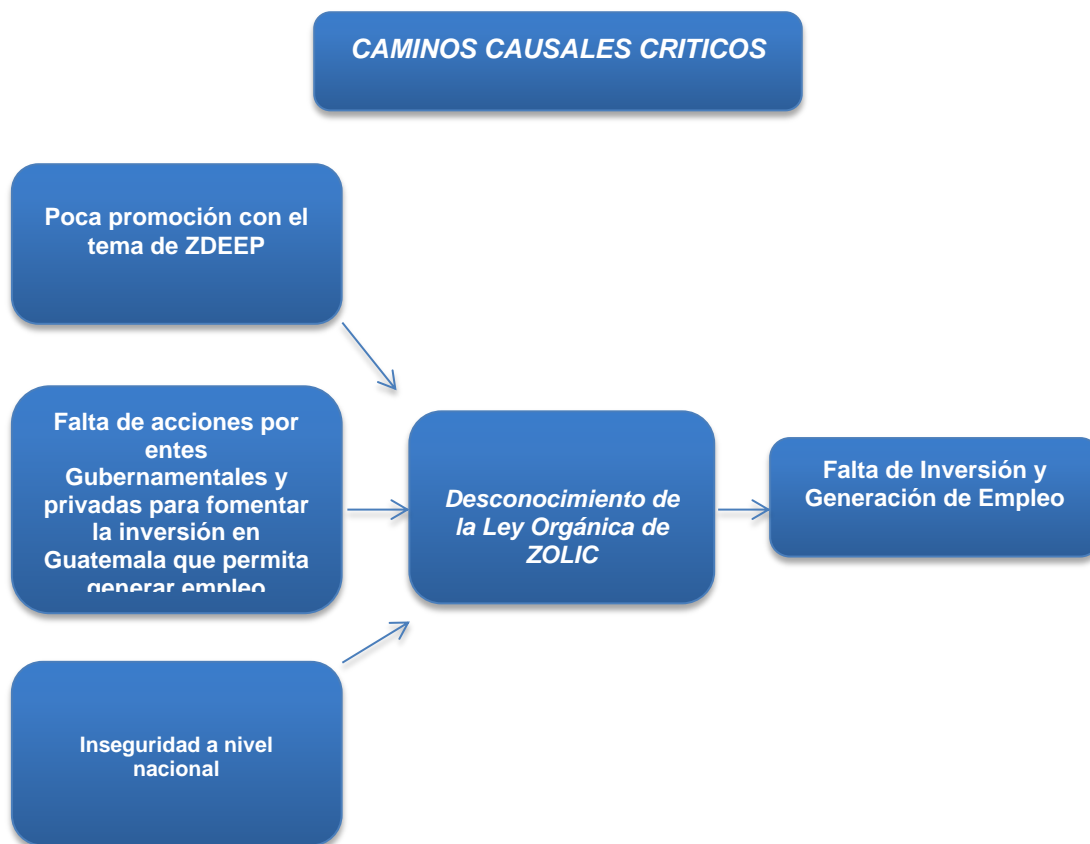 CAMINOS CAUSALES CRITICOS
Poca promoción con el
tema de ZDEEP
Falta de acciones por
entes
Gubernamentales y
privadas para fomentar
la inversión en
Guatemala que permita
generar empleo
Desconocimiento de
la Ley Orgánica de
ZOLIC
Falta de Inversión y
Generación de Empleo
Inseguridad a nivel
nacional